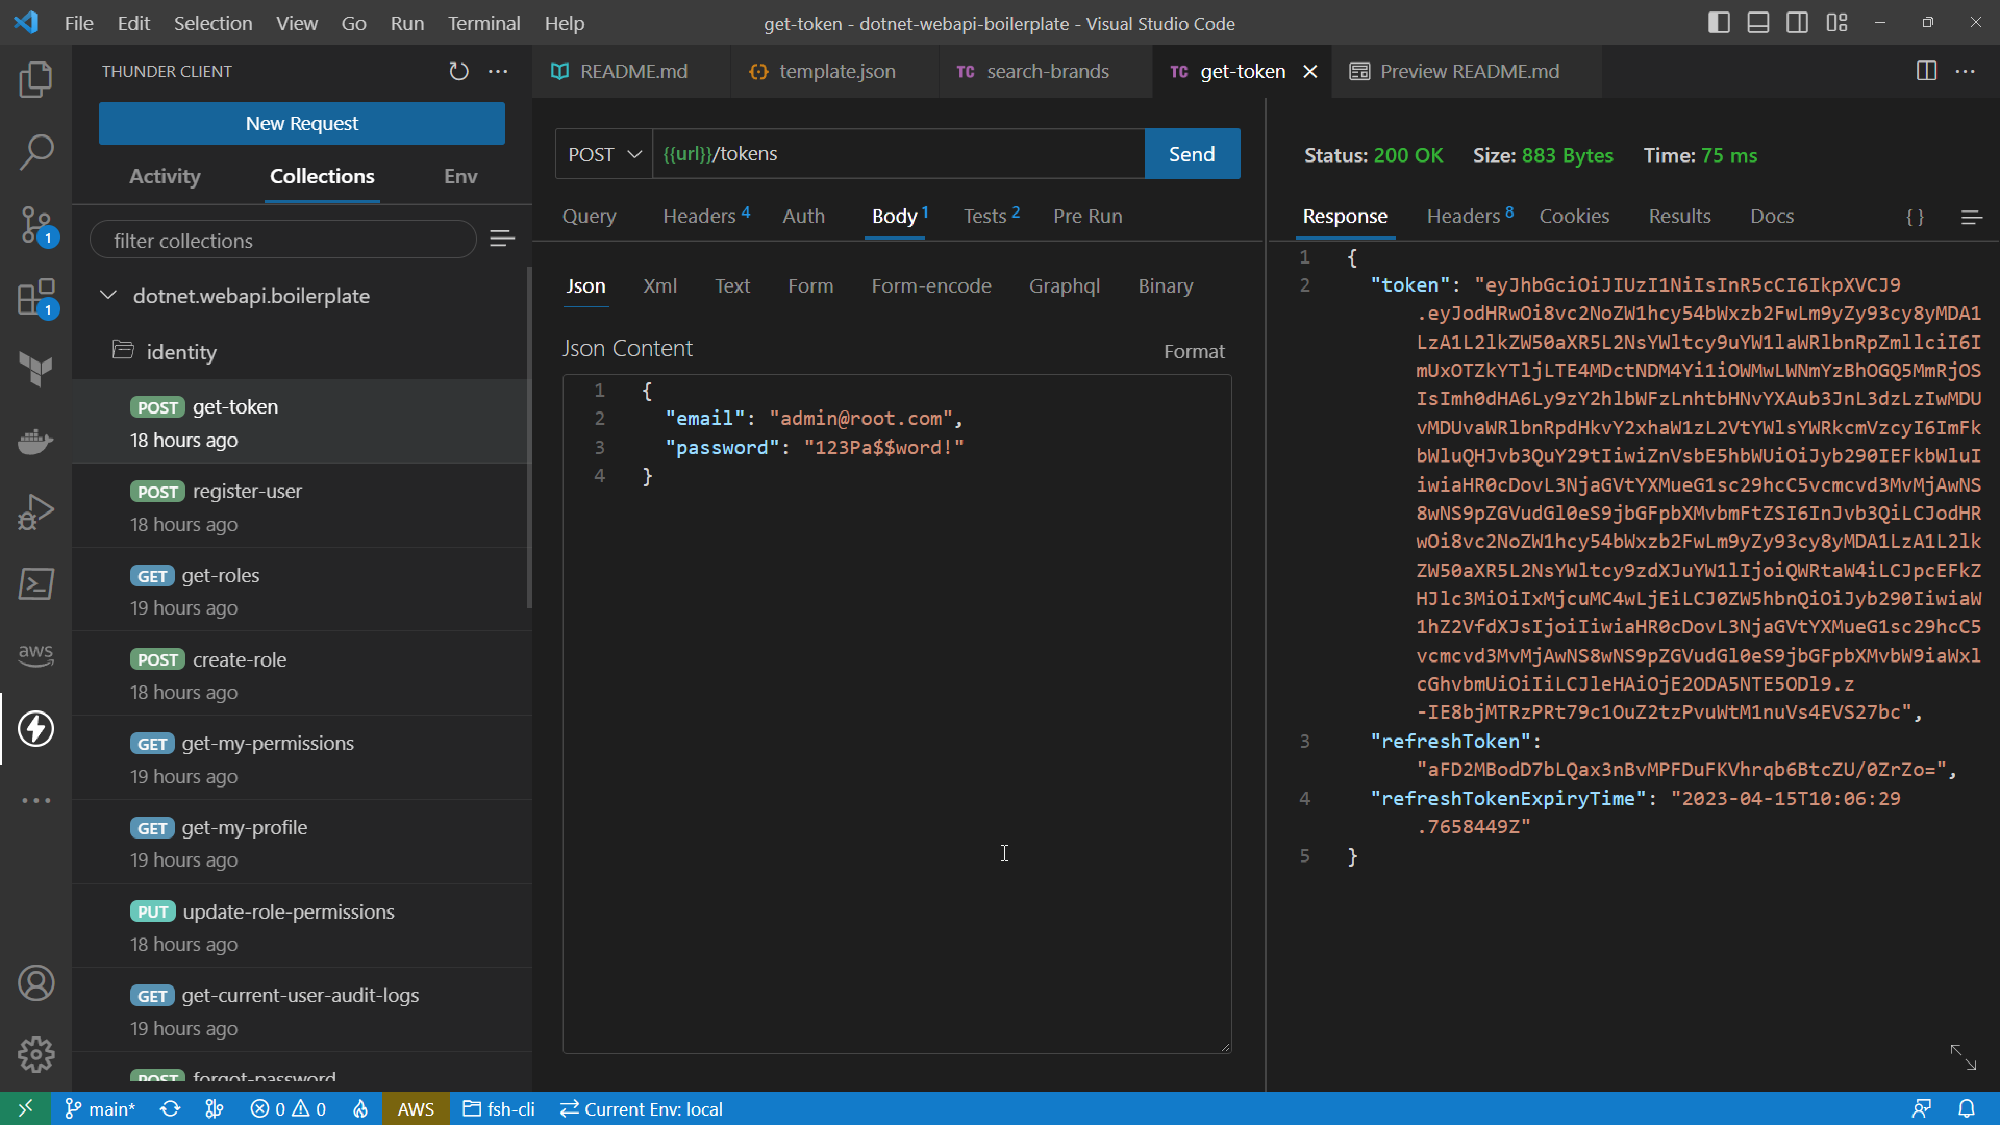 File Edit Selection View Go Run Terminal Help
get-token - dotnet-webapi-boilerplate - Visual Studio Code
THUNDER CLIENT
New Request
Activity Collections Env
filter collections
dotnet.webapi.boilerplate
identity
POST get-token
18 hours ago
POST register-user
18 hours ago
GET get-roles
19 hours ago
POST create-role
18 hours ago
GET get-my-permissions
19 hours ago
GET get-my-profile
19 hours ago
PUT update-role-permissions
18 hours ago
GET get-current-user-audit-logs
19 hours ago
POST forgot-password
1
1
aws
README.md template.json TC search-brands TC get-token Preview README.md
POST {{url}}/tokens Send
Query Headers 4 Auth Body 1 Tests 2 Pre Run
Json Xml Text Form Form-encode Graphql Binary
Json Content Format
1 {
2 "email": "admin@root.com",
3 "password": "123Pa$$word!"
4 }
Status: 200 OK Size: 883 Bytes Time: 75 ms
Response Headers 8 Cookies Results Docs { }
1 {
2 "token": "eyJhbGciOiJIUzI1NiIsInR5cCI6IkpXVCJ9
.eyJodHRwOi8vc2NoZW1hcy54bWxzb2FwLm9yZy93cy8yMDA1
LzA1L2lkZW50aXR5L2NsYWltcy9uYW1laWRlbnRpZmllciI6I
mUxOTZkYTljLTE4MDctNDM4Yi1iOWMwLWNmYzBhOGQ5MmRjOS
IsImh0dHA6Ly9zY2hlbWFzLnhtbHNvYXAub3JnL3dzLzIwMDU
vMDUvaWRlbnRpdHkvY2xhaW1zL2VtYWlsYWRkcmVzcyI6ImFk
bWluQHJvb3QuY29tIiwiZnVsbE5hbWUiOiJyb290IEFkbWluI
iwiaHR0cDovL3NjaGVtYXMueG1sc29hcC5vcmcvd3MvMjAwNS
8wNS9pZGVudGl0eS9jbGFpbXMvbmFtZSI6InJvb3QiLCJodHR
wOi8vc2NoZW1hcy54bWxzb2FwLm9yZy93cy8yMDA1LzA1L2lk
ZW50aXR5L2NsYWltcy9zdXJuYW1lIjoiQWRtaW4iLCJpcEFkZ
HJlc3MiOiIxMjcuMC4wLjEiLCJ0ZW5hbnQiOiJyb290IiwiaW
1hZ2VfdXJsIjoiIiwiaHR0cDovL3NjaGVtYXMueG1sc29hcC5
vcmcvd3MvMjAwNS8wNS9pZGVudGl0eS9jbGFpbXMvbW9iaWxl
cGhvbmUiOiIiLCJleHAiOjE2ODA5NTE5ODl9.z
-IE8bjMTRzPRt79c1OuZ2tzPvuWtM1nuVs4EVS27bc",
3 "refreshToken":
"aFD2MBodD7bLQax3nBvMPFDuFKVhrqb6BtcZU/0ZrZo=",
4 "refreshTokenExpiryTime": "2023-04-15T10:06:29
.7658449Z"
5 }
main* 0 0 AWS fsh-cli Current Env: local